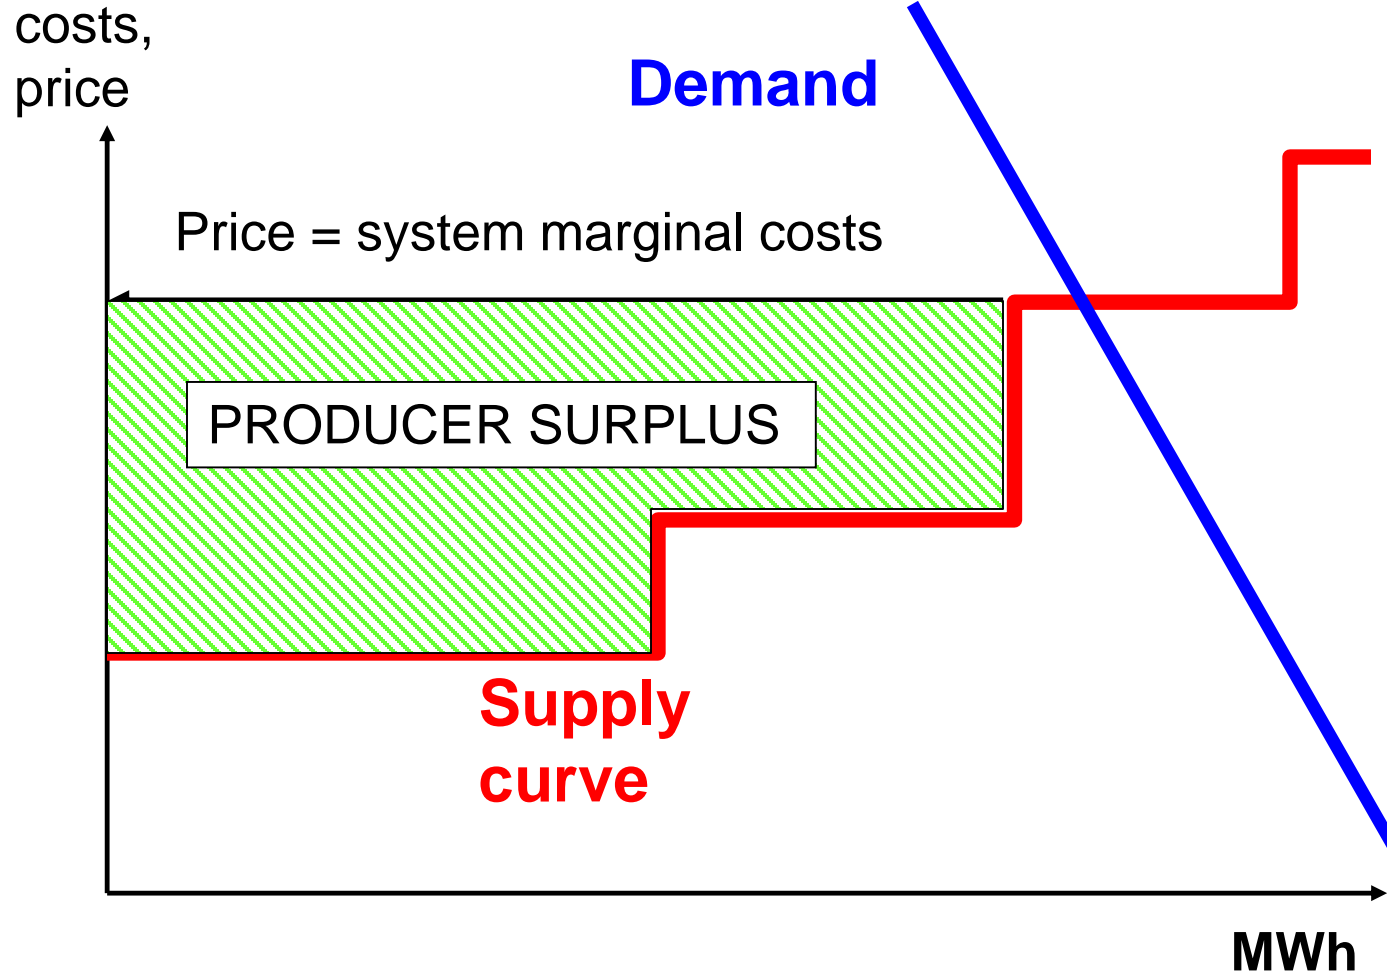 costs,
price
Demand
Price = system marginal costs
PRODUCER SURPLUS
Supply
curve
MWh